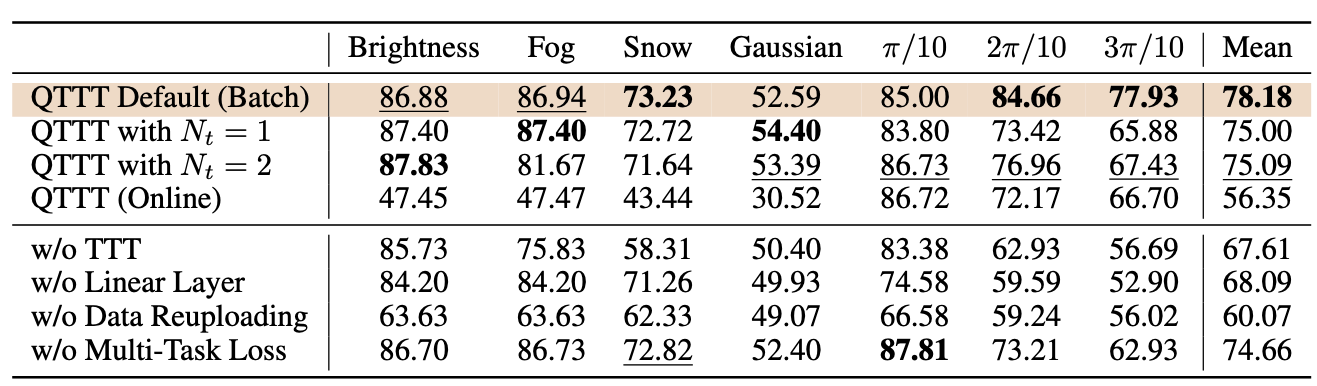 Brightness Fog Snow Gaussian π/10 2π/10 3π/10 Mean
QTTT Default (Batch) 86.88 86.94 73.23 52.59 85.00 84.66 77.93 78.18
QTTT with Nₜ = 1 87.40 87.40 72.72 54.40 83.80 73.42 65.88 75.00
QTTT with Nₜ = 2 87.83 81.67 71.64 53.39 86.73 76.96 67.43 75.09
QTTT (Online) 47.45 47.47 43.44 30.52 86.72 72.17 66.70 56.35
w/o TTT 85.73 75.83 58.31 50.40 83.38 62.93 56.69 67.61
w/o Linear Layer 84.20 84.20 71.26 49.93 74.58 59.59 52.90 68.09
w/o Data Reuploading 63.63 63.63 62.33 49.07 66.58 59.24 56.02 60.07
w/o Multi-Task Loss 86.70 86.73 72.82 52.40 87.81 73.21 62.93 74.66